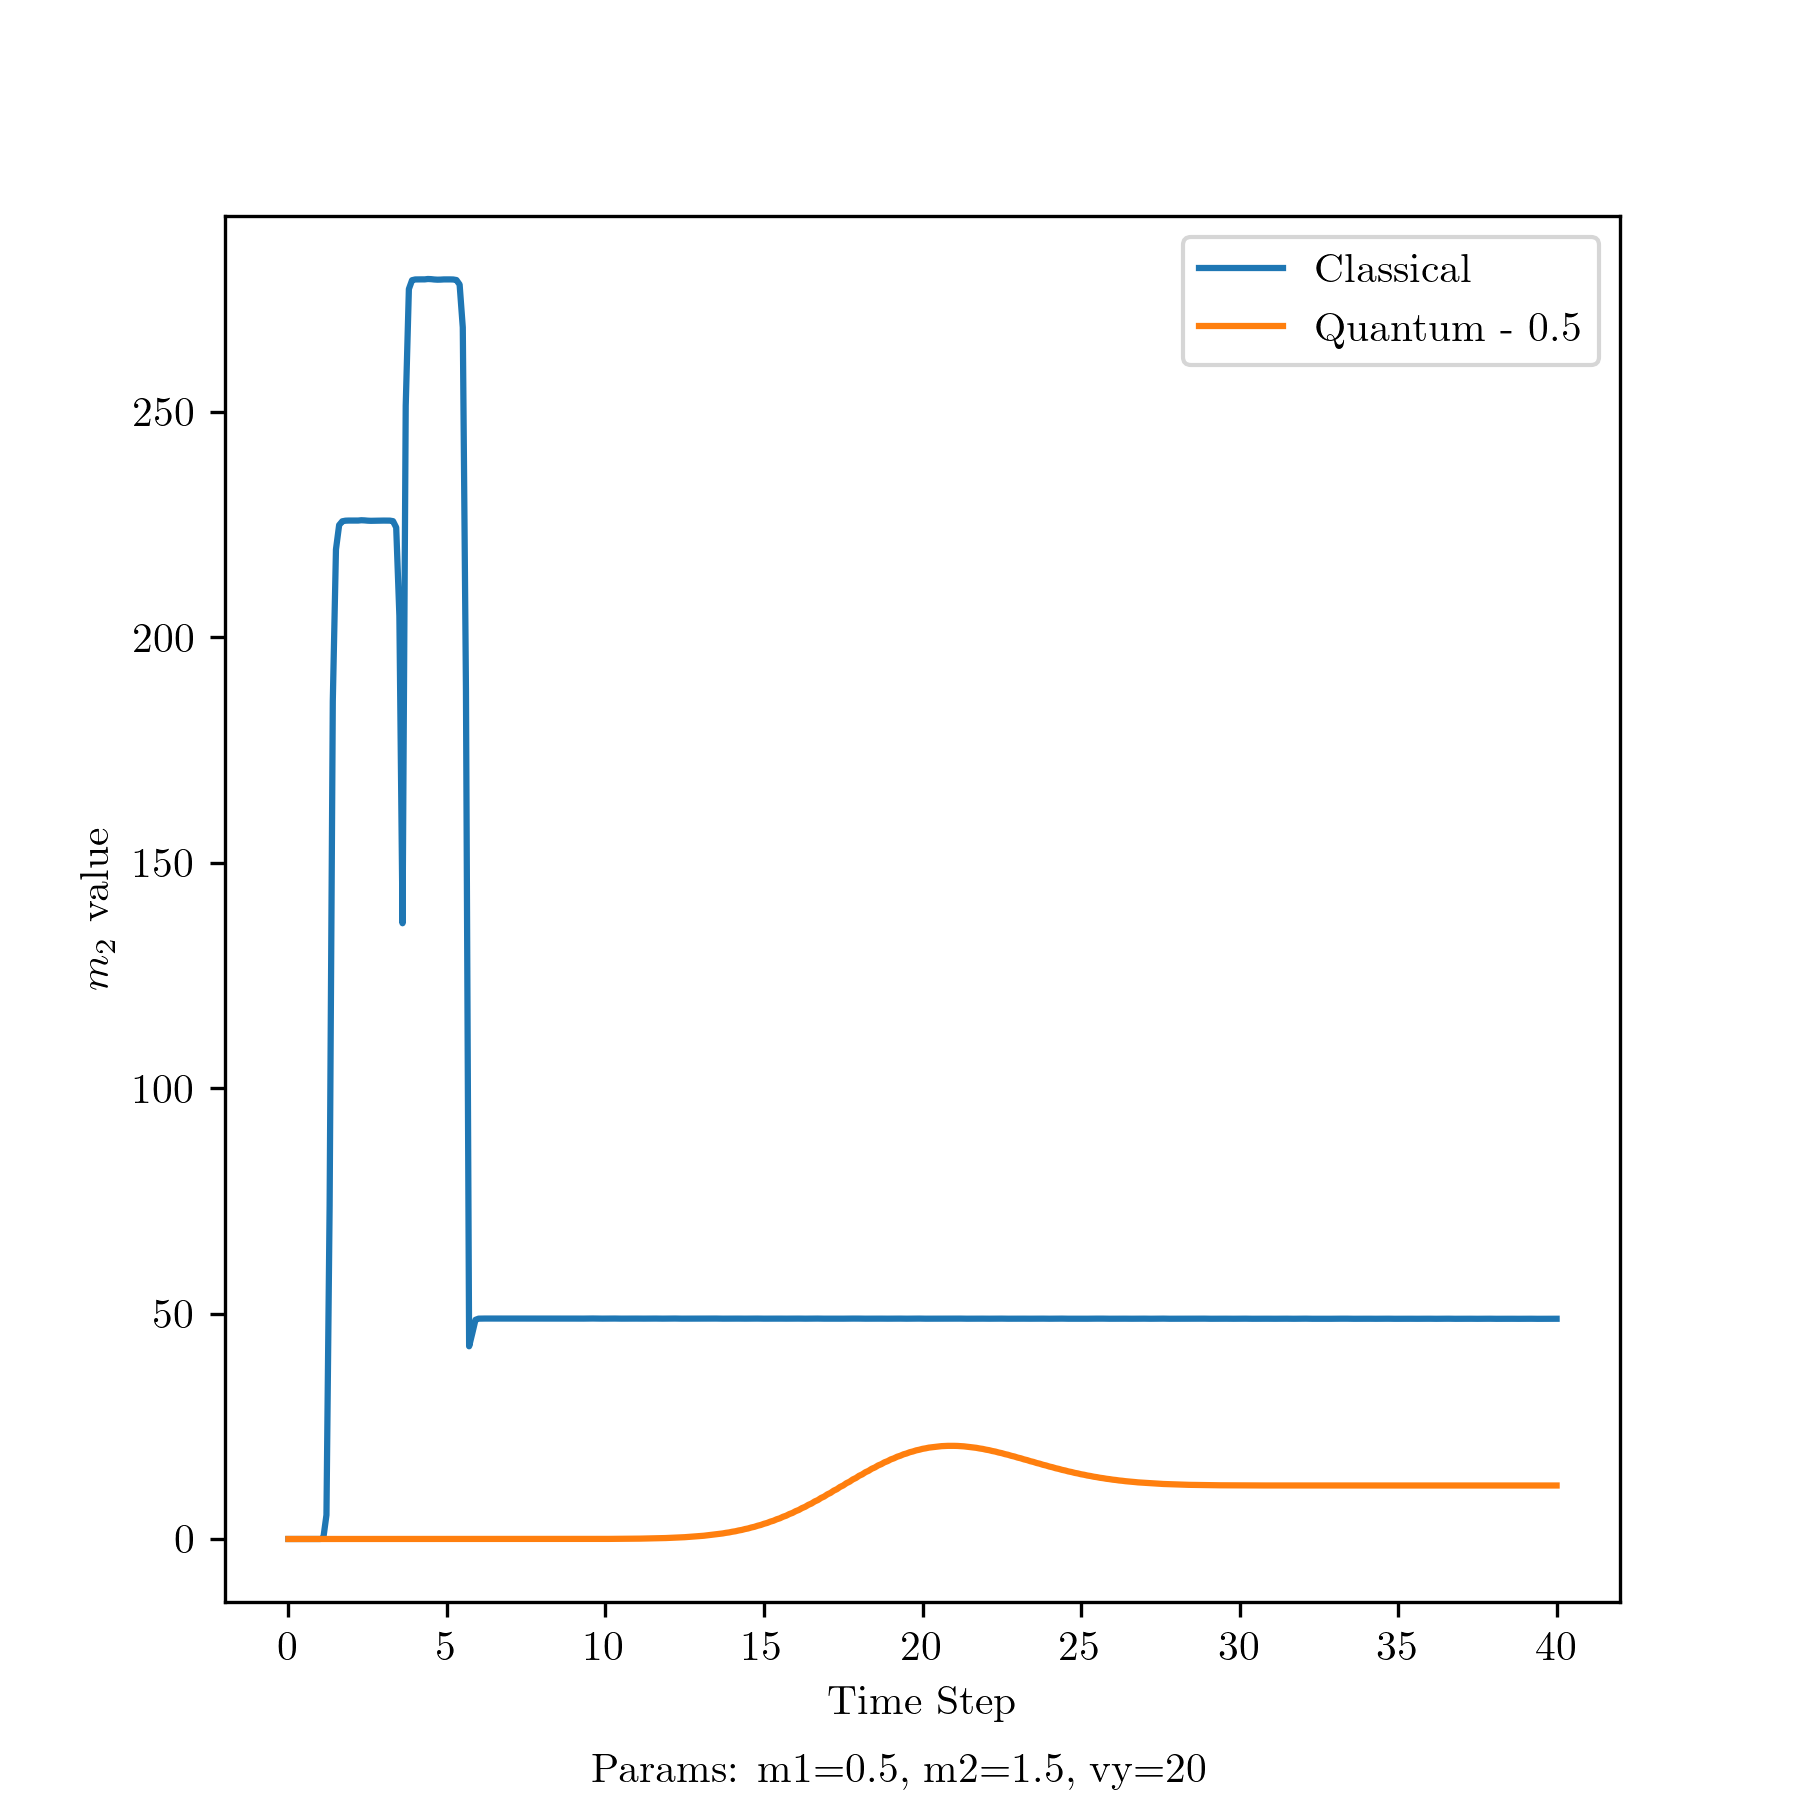 Classical
Quantum - 0.5
250
200
150
100
50
0
m₂ value
0 5 10 15 20 25 30 35 40
Time Step
Params: m1=0.5, m2=1.5, vy=20